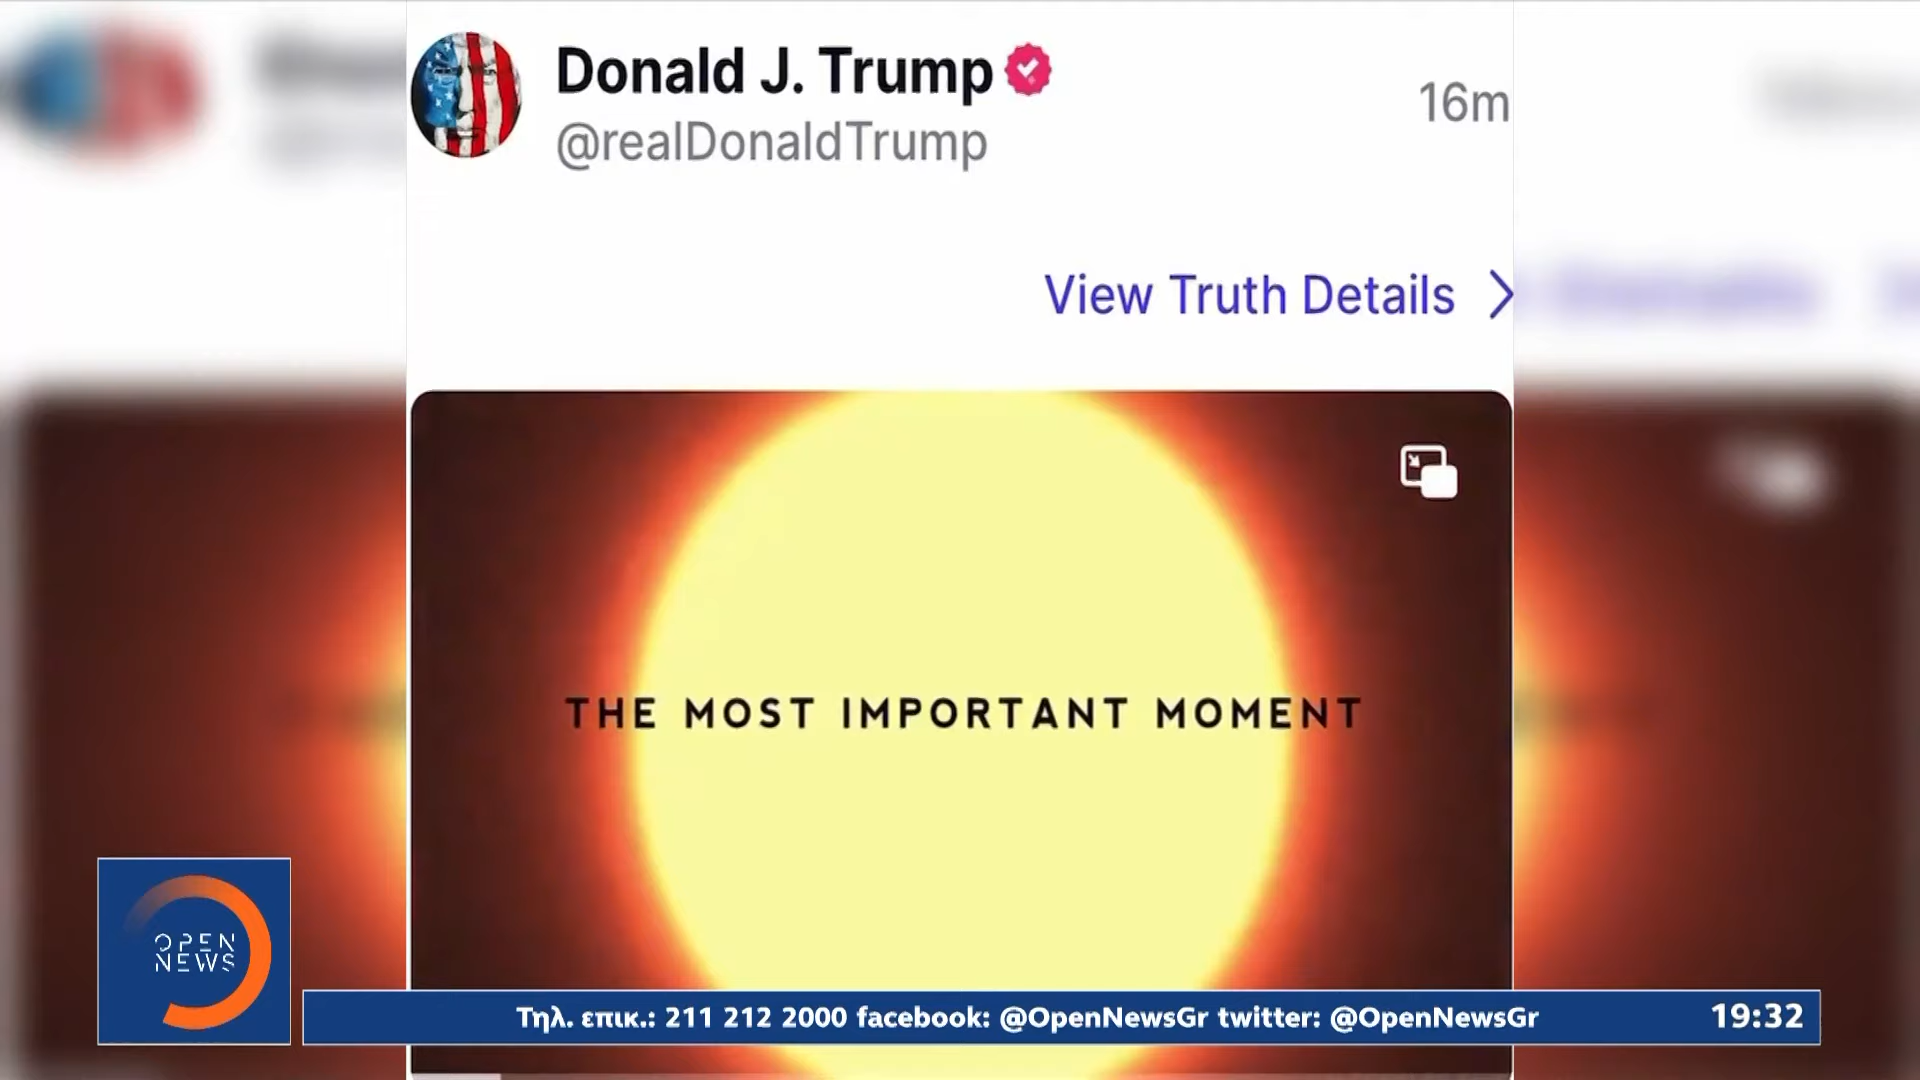 Donald J. Trump
@realDonaldTrump
16m
View Truth Details
THE MOST IMPORTANT MOMENT
OPEN
NEWS
Τηλ. επικ.: 211 212 2000 facebook: @OpenNewsGr twitter: @OpenNewsGr
19:32